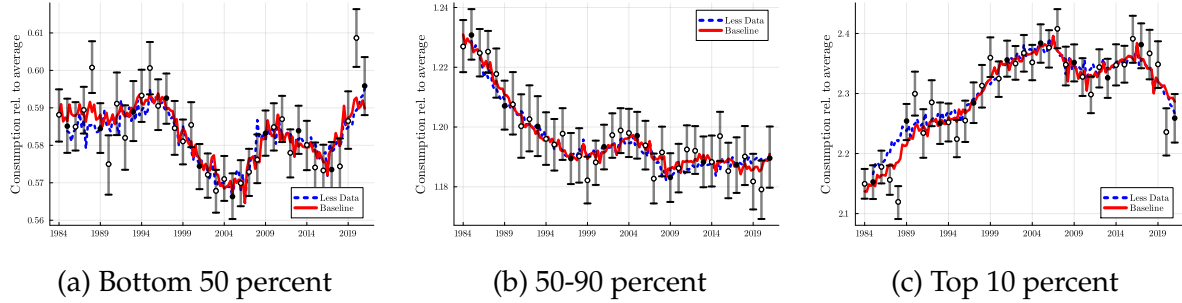 Consumption rel. to average
0.61
0.60
0.59
0.58
0.57
0.56
1984 1989 1994 1999 2004 2009 2014 2019
Less Data
Baseline
(a) Bottom 50 percent
Consumption rel. to average
1.24
1.22
1.20
1.18
1984 1989 1994 1999 2004 2009 2014 2019
Less Data
Baseline
(b) 50-90 percent
Consumption rel. to average
2.4
2.3
2.2
2.1
1984 1989 1994 1999 2004 2009 2014 2019
Less Data
Baseline
(c) Top 10 percent